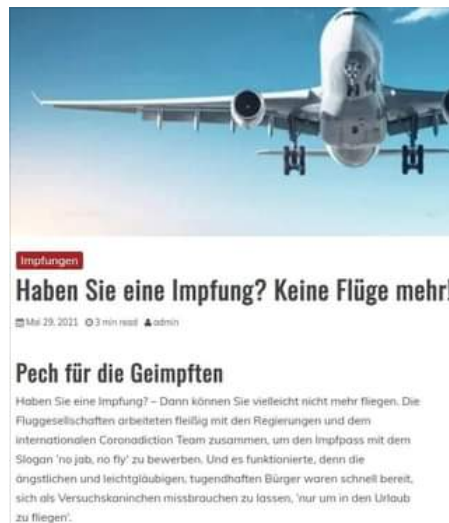 Impfungen
Haben Sie eine Impfung? Keine Flüge mehr!
Mai 29, 2021 3 min read admin
Pech für die Geimpften
Haben Sie eine Impfung? – Dann können Sie vielleicht nicht mehr fliegen. Die
Fluggesellschaften arbeiteten fleißig mit den Regierungen und dem
internationalen Coronadiction Team zusammen, um den Impfpass mit dem
Slogan 'no jab, no fly' zu bewerben. Und es funktionierte, denn die
ängstlichen und leichtgläubigen, tugendhaften Bürger waren schnell bereit,
sich als Versuchskaninchen missbrauchen zu lassen, 'nur um in den Urlaub
zu fliegen'.